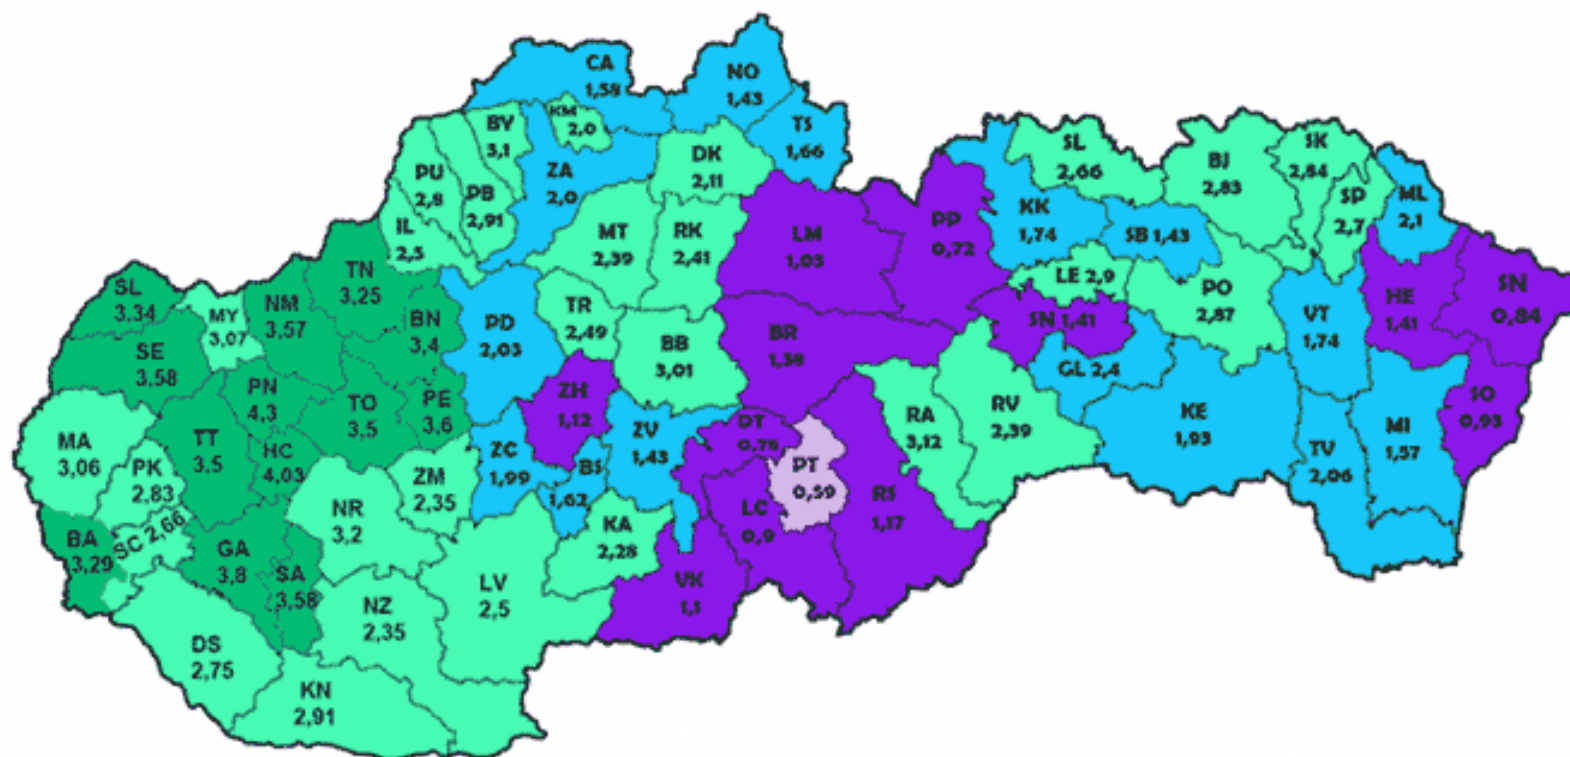 CA
1,58
NO
1,43
TS
1,66
BY
3,1
KM
2,0
ZA
2,0
DK
2,11
SL
2,66
BJ
2,83
SK
2,84
SP
2,7
ML
2,1
PU
2,8
PB
2,91
IL
2,5
MT
2,39
RK
2,41
LM
1,03
PP
0,72
KK
1,74
SB 1,43
LE 2,9
PO
2,87
VT
1,74
HE
1,41
SN
0,84
SL
3,34
MY
3,07
NM
3,57
TN
3,25
BN
3,4
PD
2,03
TR
2,49
BB
3,01
BR
1,38
SN 1,41
GL 2,4
SE
3,58
PN
4,3
TO
3,5
PE
3,6
ZH
1,12
RA
3,12
RV
2,39
KE
1,93
MI
1,57
SO
0,93
MA
3,06
PK
2,83
TT
3,5
HC
4,03
ZM
2,35
ZC
1,99
BS
1,62
ZV
1,43
DT
PT
0,59
RS
1,17
TV
2,06
BA
3,29
SC 2,66
GA
3,8
SA
3,58
NR
3,2
KA
2,28
LC
0,9
VK
1,1
LV
2,5
NZ
2,35
DS
2,75
KN
2,91